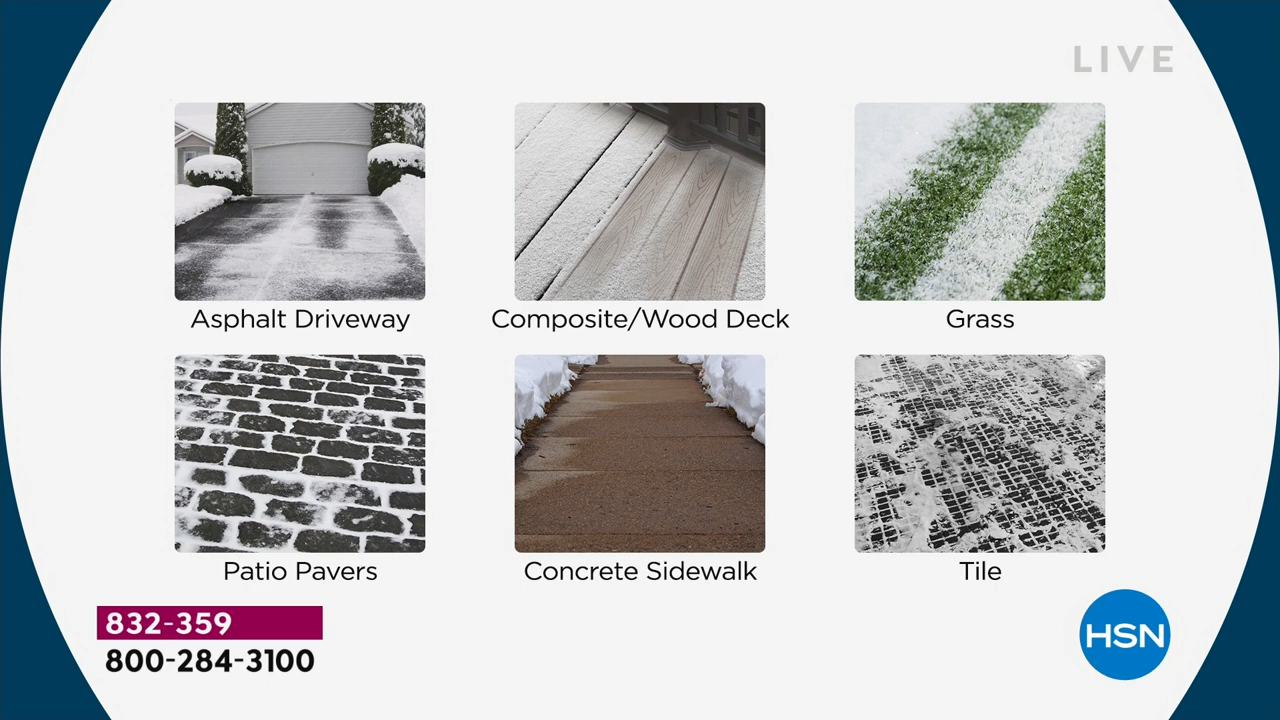 LIVE
Asphalt Driveway
Composite/Wood Deck
Grass
Patio Pavers
Concrete Sidewalk
Tile
832-359
800-284-3100
HSN